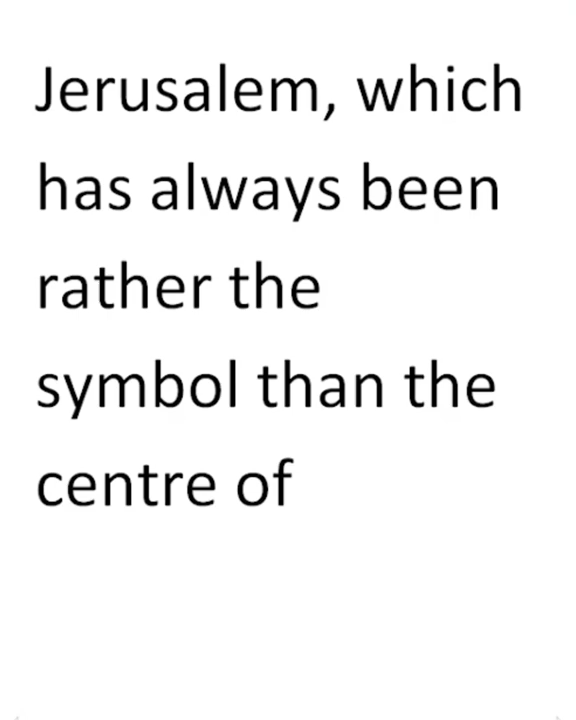 Jerusalem, which
has always been
rather the
symbol than the
centre of